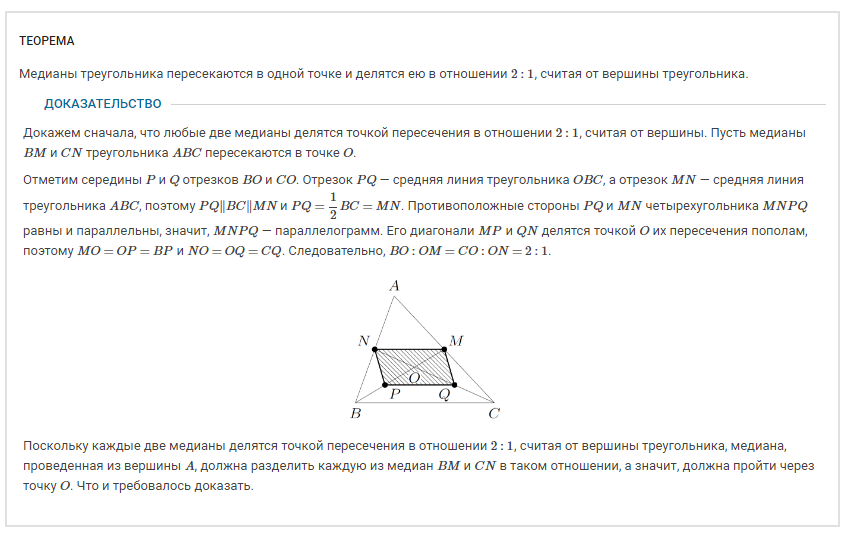 ТЕОРЕМА
Медианы треугольника пересекаются в одной точке и делятся ею в отношении 2 : 1, считая от вершины треугольника.
ДОКАЗАТЕЛЬСТВО
Докажем сначала, что любые две медианы делятся точкой пересечения в отношении 2 : 1, считая от вершины. Пусть медианы
BM и CN треугольника ABC пересекаются в точке O.
Отметим середины P и Q отрезков BO и CO. Отрезок PQ — средняя линия треугольника OBC, а отрезок MN — средняя линия
треугольника ABC, поэтому PQ∥BC∥MN и PQ = 1/2 BC = MN. Противоположные стороны PQ и MN четырехугольника MNPQ
равны и параллельны, значит, MNPQ — параллелограмм. Его диагонали MP и QN делятся точкой O их пересечения пополам,
поэтому MO = OP = BP и NO = OQ = CQ. Следовательно, BO : OM = CO : ON = 2 : 1.
A
N M
O
P Q
B C
Поскольку каждые две медианы делятся точкой пересечения в отношении 2 : 1, считая от вершины треугольника, медиана,
проведенная из вершины A, должна разделить каждую из медиан BM и CN в таком отношении, а значит, должна пройти через
точку O. Что и требовалось доказать.